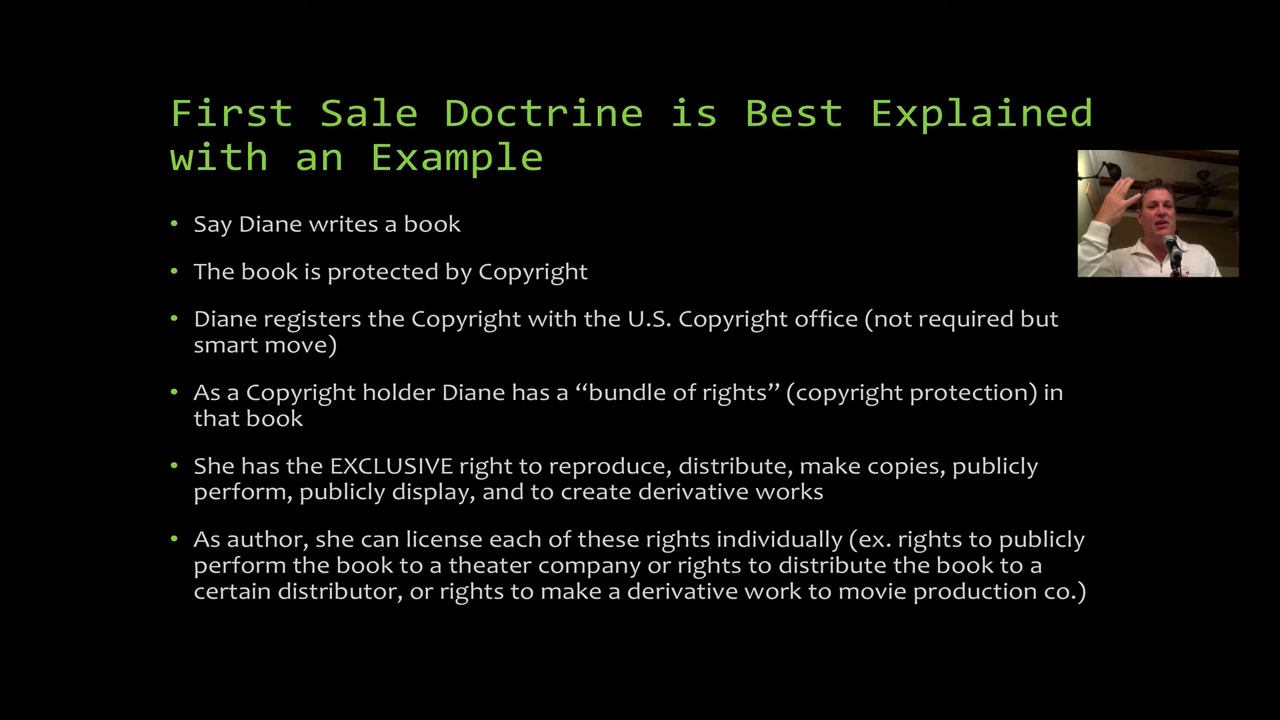 First Sale Doctrine is Best Explained
with an Example
• Say Diane writes a book
• The book is protected by Copyright
• Diane registers the Copyright with the U.S. Copyright office (not required but
smart move)
• As a Copyright holder Diane has a “bundle of rights” (copyright protection) in
that book
• She has the EXCLUSIVE right to reproduce, distribute, make copies, publicly
perform, publicly display, and to create derivative works
• As author, she can license each of these rights individually (ex. rights to publicly
perform the book to a theater company or rights to distribute the book to a
certain distributor, or rights to make a derivative work to movie production co.)